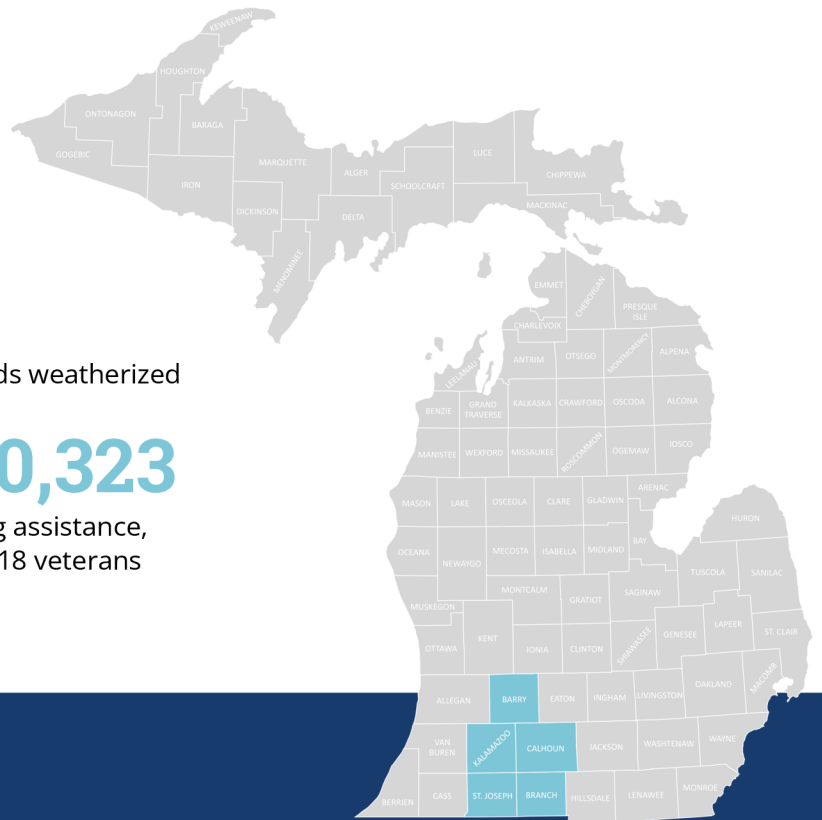 KEWEENAW
HOUGHTON
ONTONAGON
BARAGA
GOGEBIC
MARQUETTE
LUCE
ALGER
CHIPPEWA
IRON
SCHOOLCRAFT
MACKINAC
DICKINSON
DELTA
MENOMINEE
EMMET
CHEBOYGAN
PRESQUE
ISLE
CHARLEVOIX
ds weatherized
LEELANAU
ANTRIM
OTSEGO
MONTMORENCY
ALPENA
BENZIE
GRAND
TRAVERSE
KALKASKA
CRAWFORD
OSCODA
ALCONA
0,323
MANISTEE
WEXFORD
MISSAUKEE
ROSCOMMON
OGEMAW
IOSCO
g assistance,
18 veterans
MASON
LAKE
OSCEOLA
CLARE
GLADWIN
ARENAC
HURON
OCEANA
NEWAYGO
MECOSTA
ISABELLA
MIDLAND
BAY
TUSCOLA
SANILAC
MUSKEGON
MONTCALM
GRATIOT
SAGINAW
OTTAWA
KENT
IONIA
CLINTON
SHIAWASSEE
GENESEE
LAPEER
ST. CLAIR
ALLEGAN
BARRY
EATON
INGHAM
LIVINGSTON
OAKLAND
MACOMB
VAN
BUREN
KALAMAZOO
CALHOUN
JACKSON
WASHTENAW
WAYNE
BERRIEN
CASS
ST. JOSEPH
BRANCH
HILLSDALE
LENAWEE
MONROE